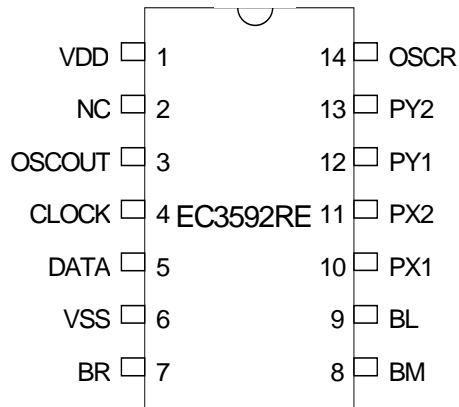 VDD 1 14 OSCR
NC 2 13 PY2
OSCOUT 3 12 PY1
CLOCK 4 EC3592RE 11 PX2
DATA 5 10 PX1
VSS 6 9 BL
BR 7 8 BM